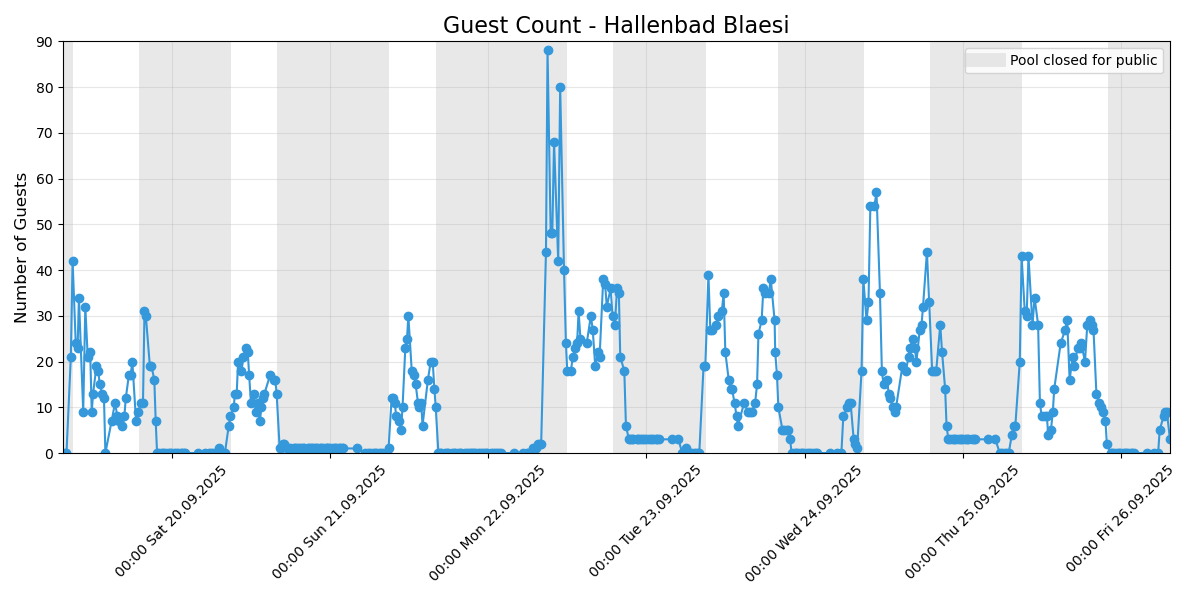 Guest Count - Hallenbad Blaesi
Pool closed for public
Number of Guests
90
80
70
60
50
40
30
20
10
0
00:00 Sat 20.09.2025
00:00 Sun 21.09.2025
00:00 Mon 22.09.2025
00:00 Tue 23.09.2025
00:00 Wed 24.09.2025
00:00 Thu 25.09.2025
00:00 Fri 26.09.2025